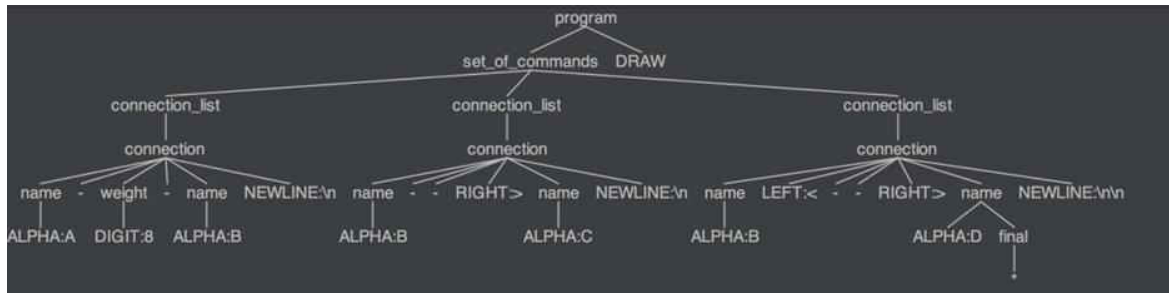 program
set_of_commands DRAW
connection_list connection_list connection_list
connection connection connection
name - weight - name NEWLINE:\n name - - RIGHT:> name NEWLINE:\n name LEFT:< - - RIGHT:> name NEWLINE:\n\n
ALPHA:A DIGIT:8 ALPHA:B ALPHA:B ALPHA:C ALPHA:B ALPHA:D final
*